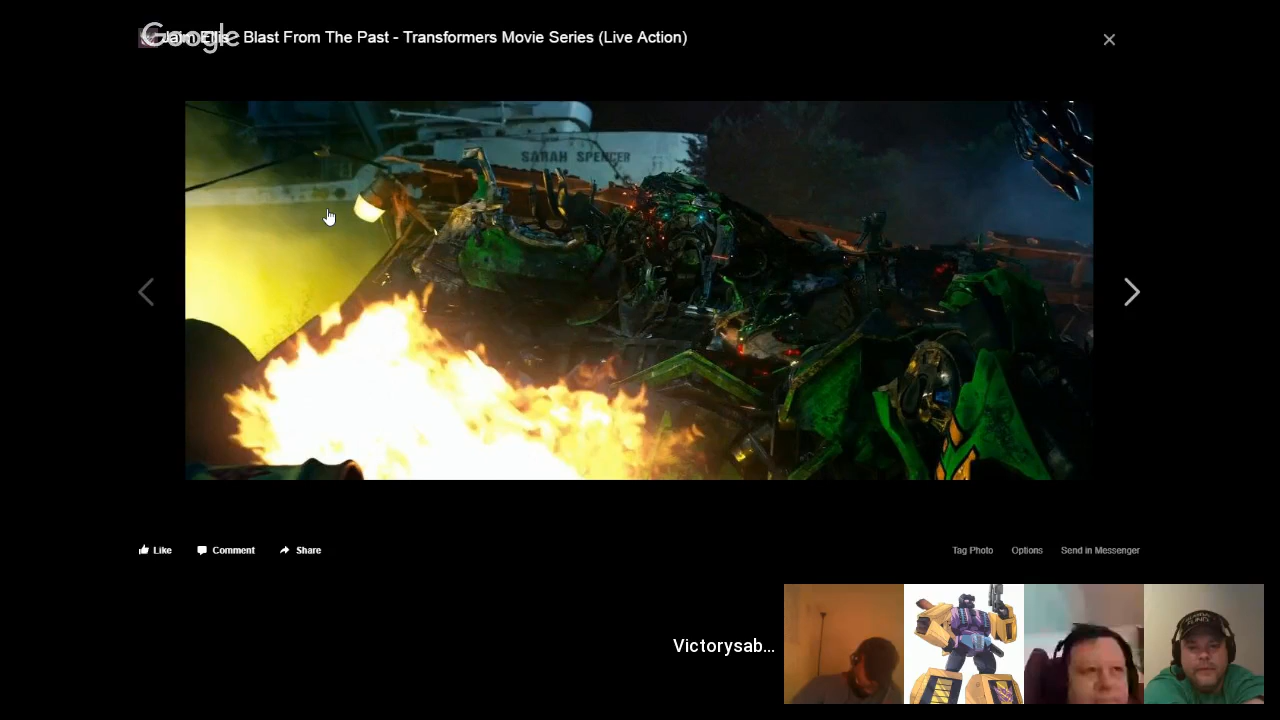 Google
Blast From The Past - Transformers Movie Series (Live Action)
SARAH SPENCER
Like Comment Share
Tag Photo Options Send in Messenger
Victorysab...